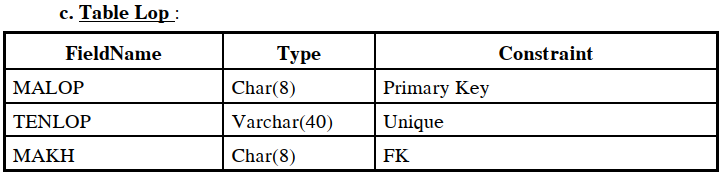 c. Table Lop :
FieldName Type Constraint
MALOP Char(8) Primary Key
TENLOP Varchar(40) Unique
MAKH Char(8) FK